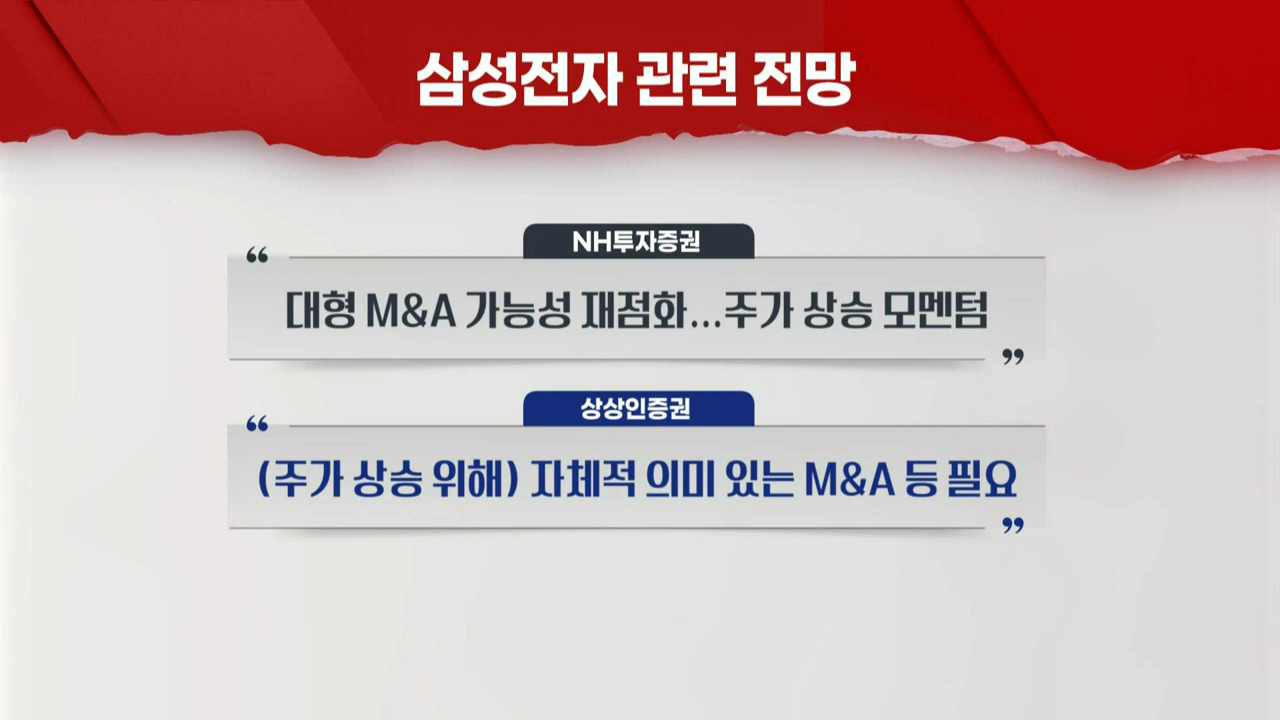 삼성전자 관련 전망
NH투자증권
“
대형 M&A 가능성 재점화...주가 상승 모멘텀
”
상상인증권
“
(주가 상승 위해) 자체적 의미 있는 M&A 등 필요
”